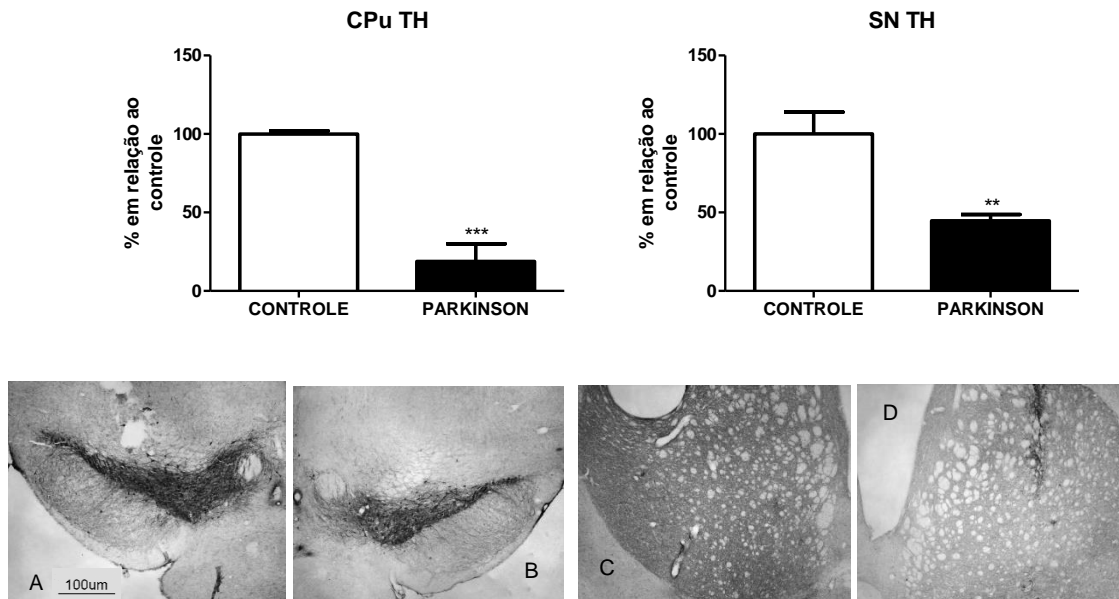 CPu TH
% em relação ao
controle
150
100
50
0
***
CONTROLE
PARKINSON
SN TH
% em relação ao
controle
150
100
50
0
**
CONTROLE
PARKINSON
A
100um
B
C
D